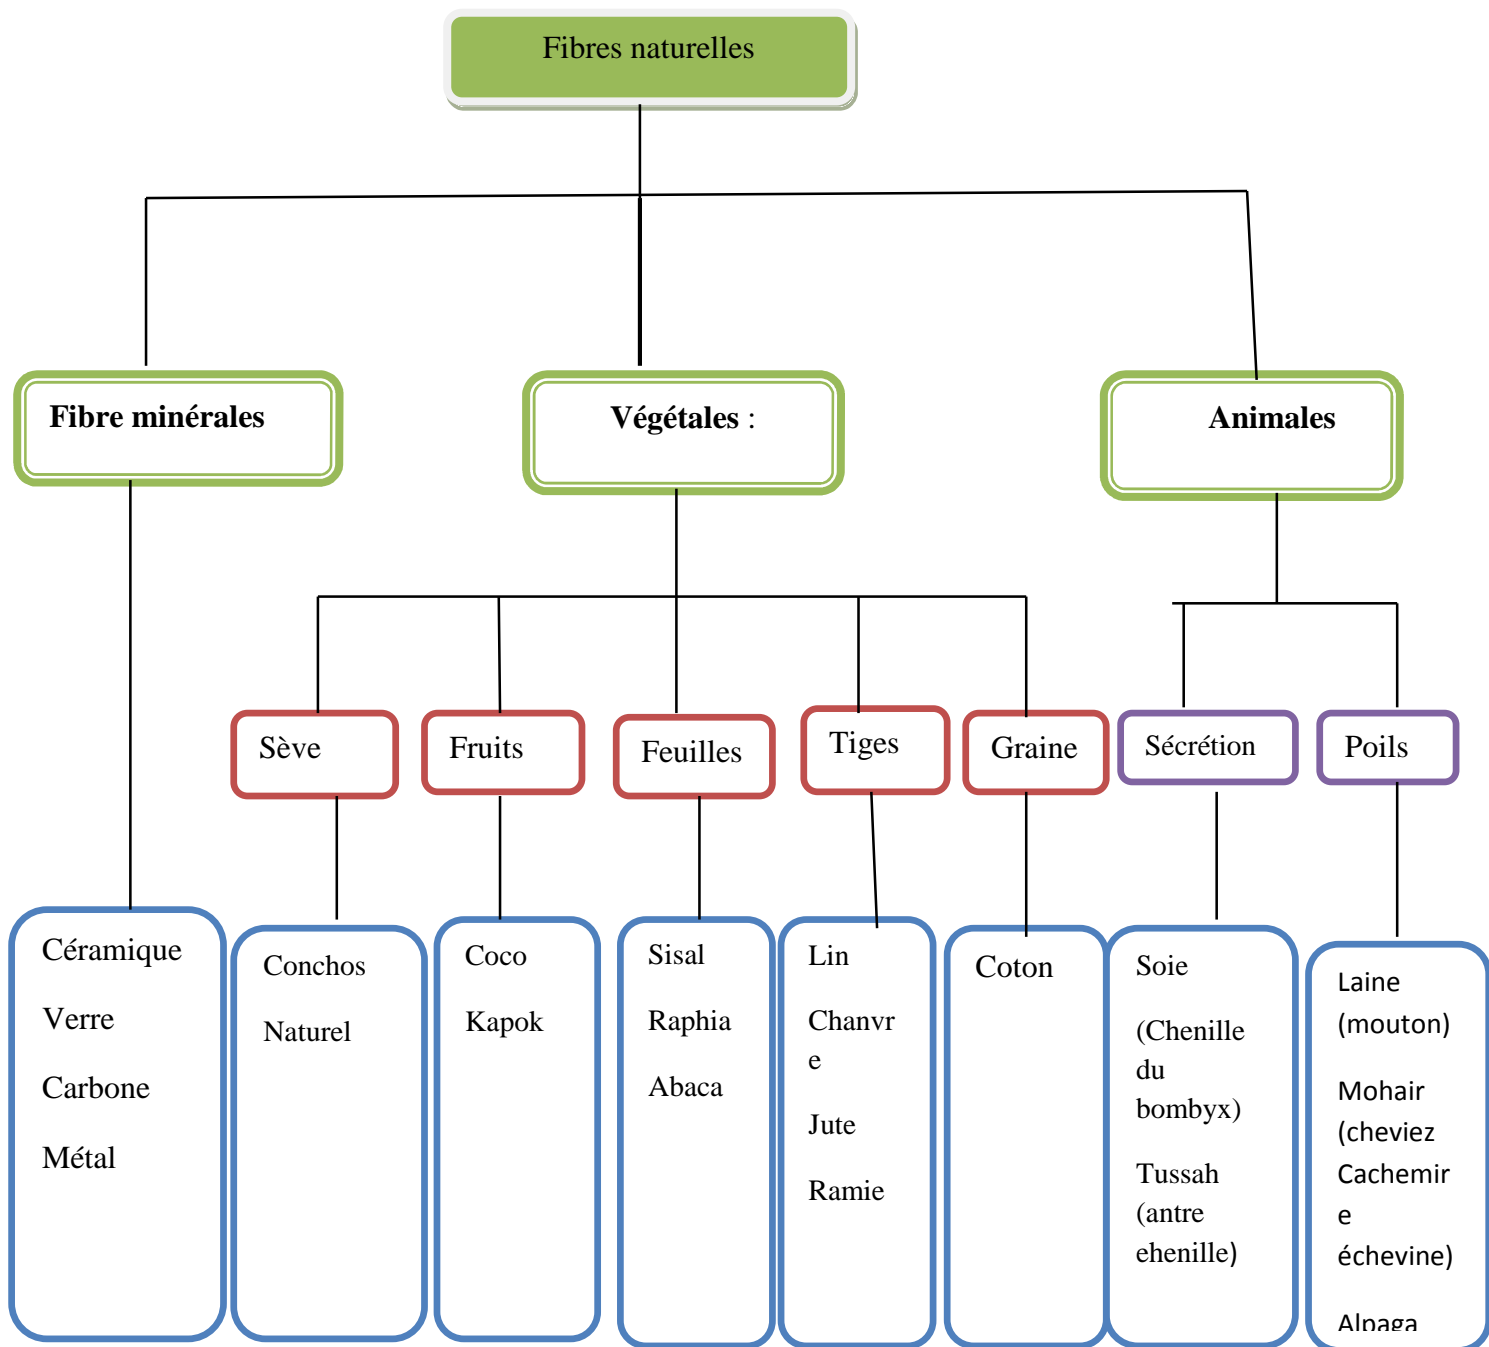 Fibres naturelles
Fibre minérales
Végétales :
Animales
Sève
Fruits
Feuilles
Tiges
Graine
Sécrétion
Poils
Céramique
Verre
Carbone
Métal
Conchos
Naturel
Coco
Kapok
Sisal
Raphia
Abaca
Lin
Chanvr
e
Jute
Ramie
Coton
Soie
(Chenille
du
bombyx)
Tussah
(antre
ehenille)
Laine
(mouton)
Mohair
(cheviez
Cachemir
e
échevine)
Alpaga